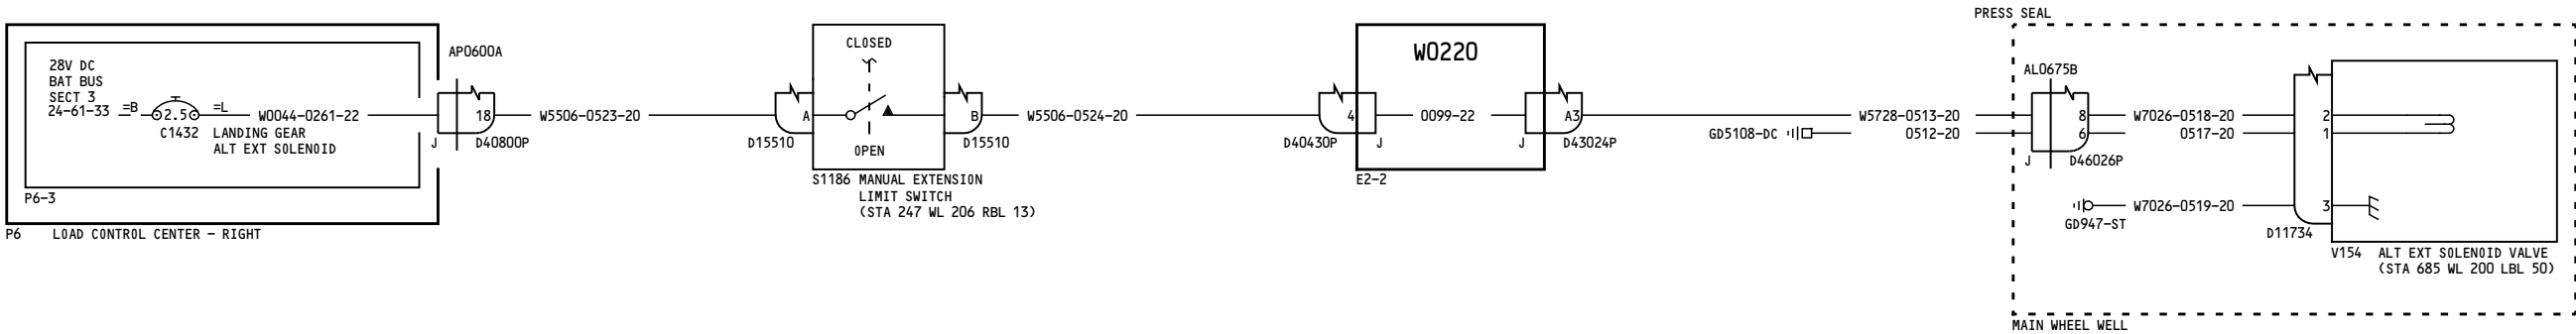 28V DC
BAT BUS
SECT 3
24-61-33
=B
2.5
=L
C1432
LANDING GEAR
ALT EXT SOLENOID
W0044-0261-22
P6-3
P6 LOAD CONTROL CENTER - RIGHT
AP0600A
18
J
D40800P
W5506-0523-20
CLOSED
A
B
OPEN
D15510
D15510
S1186 MANUAL EXTENSION
LIMIT SWITCH
(STA 247 WL 206 RBL 13)
W5506-0524-20
W0220
4
0099-22
A3
D40430P
J
J
D43024P
E2-2
GD5108-DC
W5728-0513-20
0512-20
PRESS SEAL
AL0675B
8
6
J
D46026P
W7026-0518-20
0517-20
2
1
W7026-0519-20
3
GD947-ST
D11734
V154 ALT EXT SOLENOID VALVE
(STA 685 WL 200 LBL 50)
MAIN WHEEL WELL